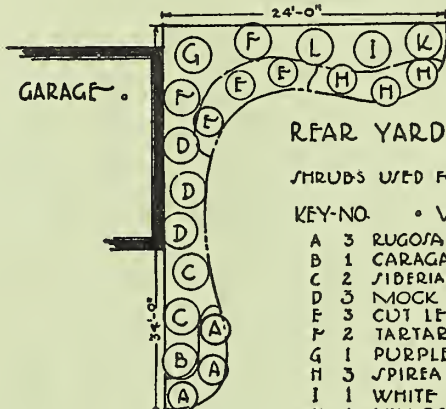 24'-0"
G F L I K
E E H H H
GARAGE.
F
E
D
REAR YARD
D
SHRUBS USED F
KEY-NO. • V
D
A 3 RUGOSA
B 1 CARAGA
C
C 2 SIBERIA
D 3 MOCK
34'-0"
C A
E 3 CUT LE
F 2 TARTAR
B A
G 1 PURPLE
H 3 SPIREA
A
I 1 WHITE